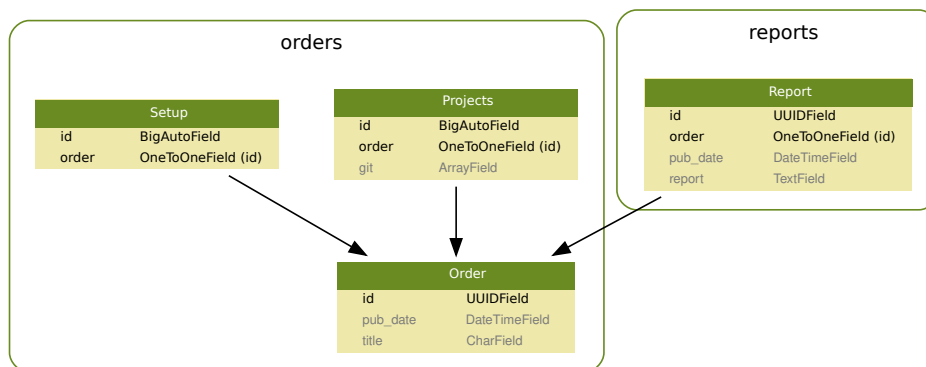 orders
Setup
id BigAutoField
order OneToOneField (id)
Projects
id BigAutoField
order OneToOneField (id)
git ArrayField
Order
id UUIDField
pub_date DateTimeField
title CharField
reports
Report
id UUIDField
order OneToOneField (id)
pub_date DateTimeField
report TextField